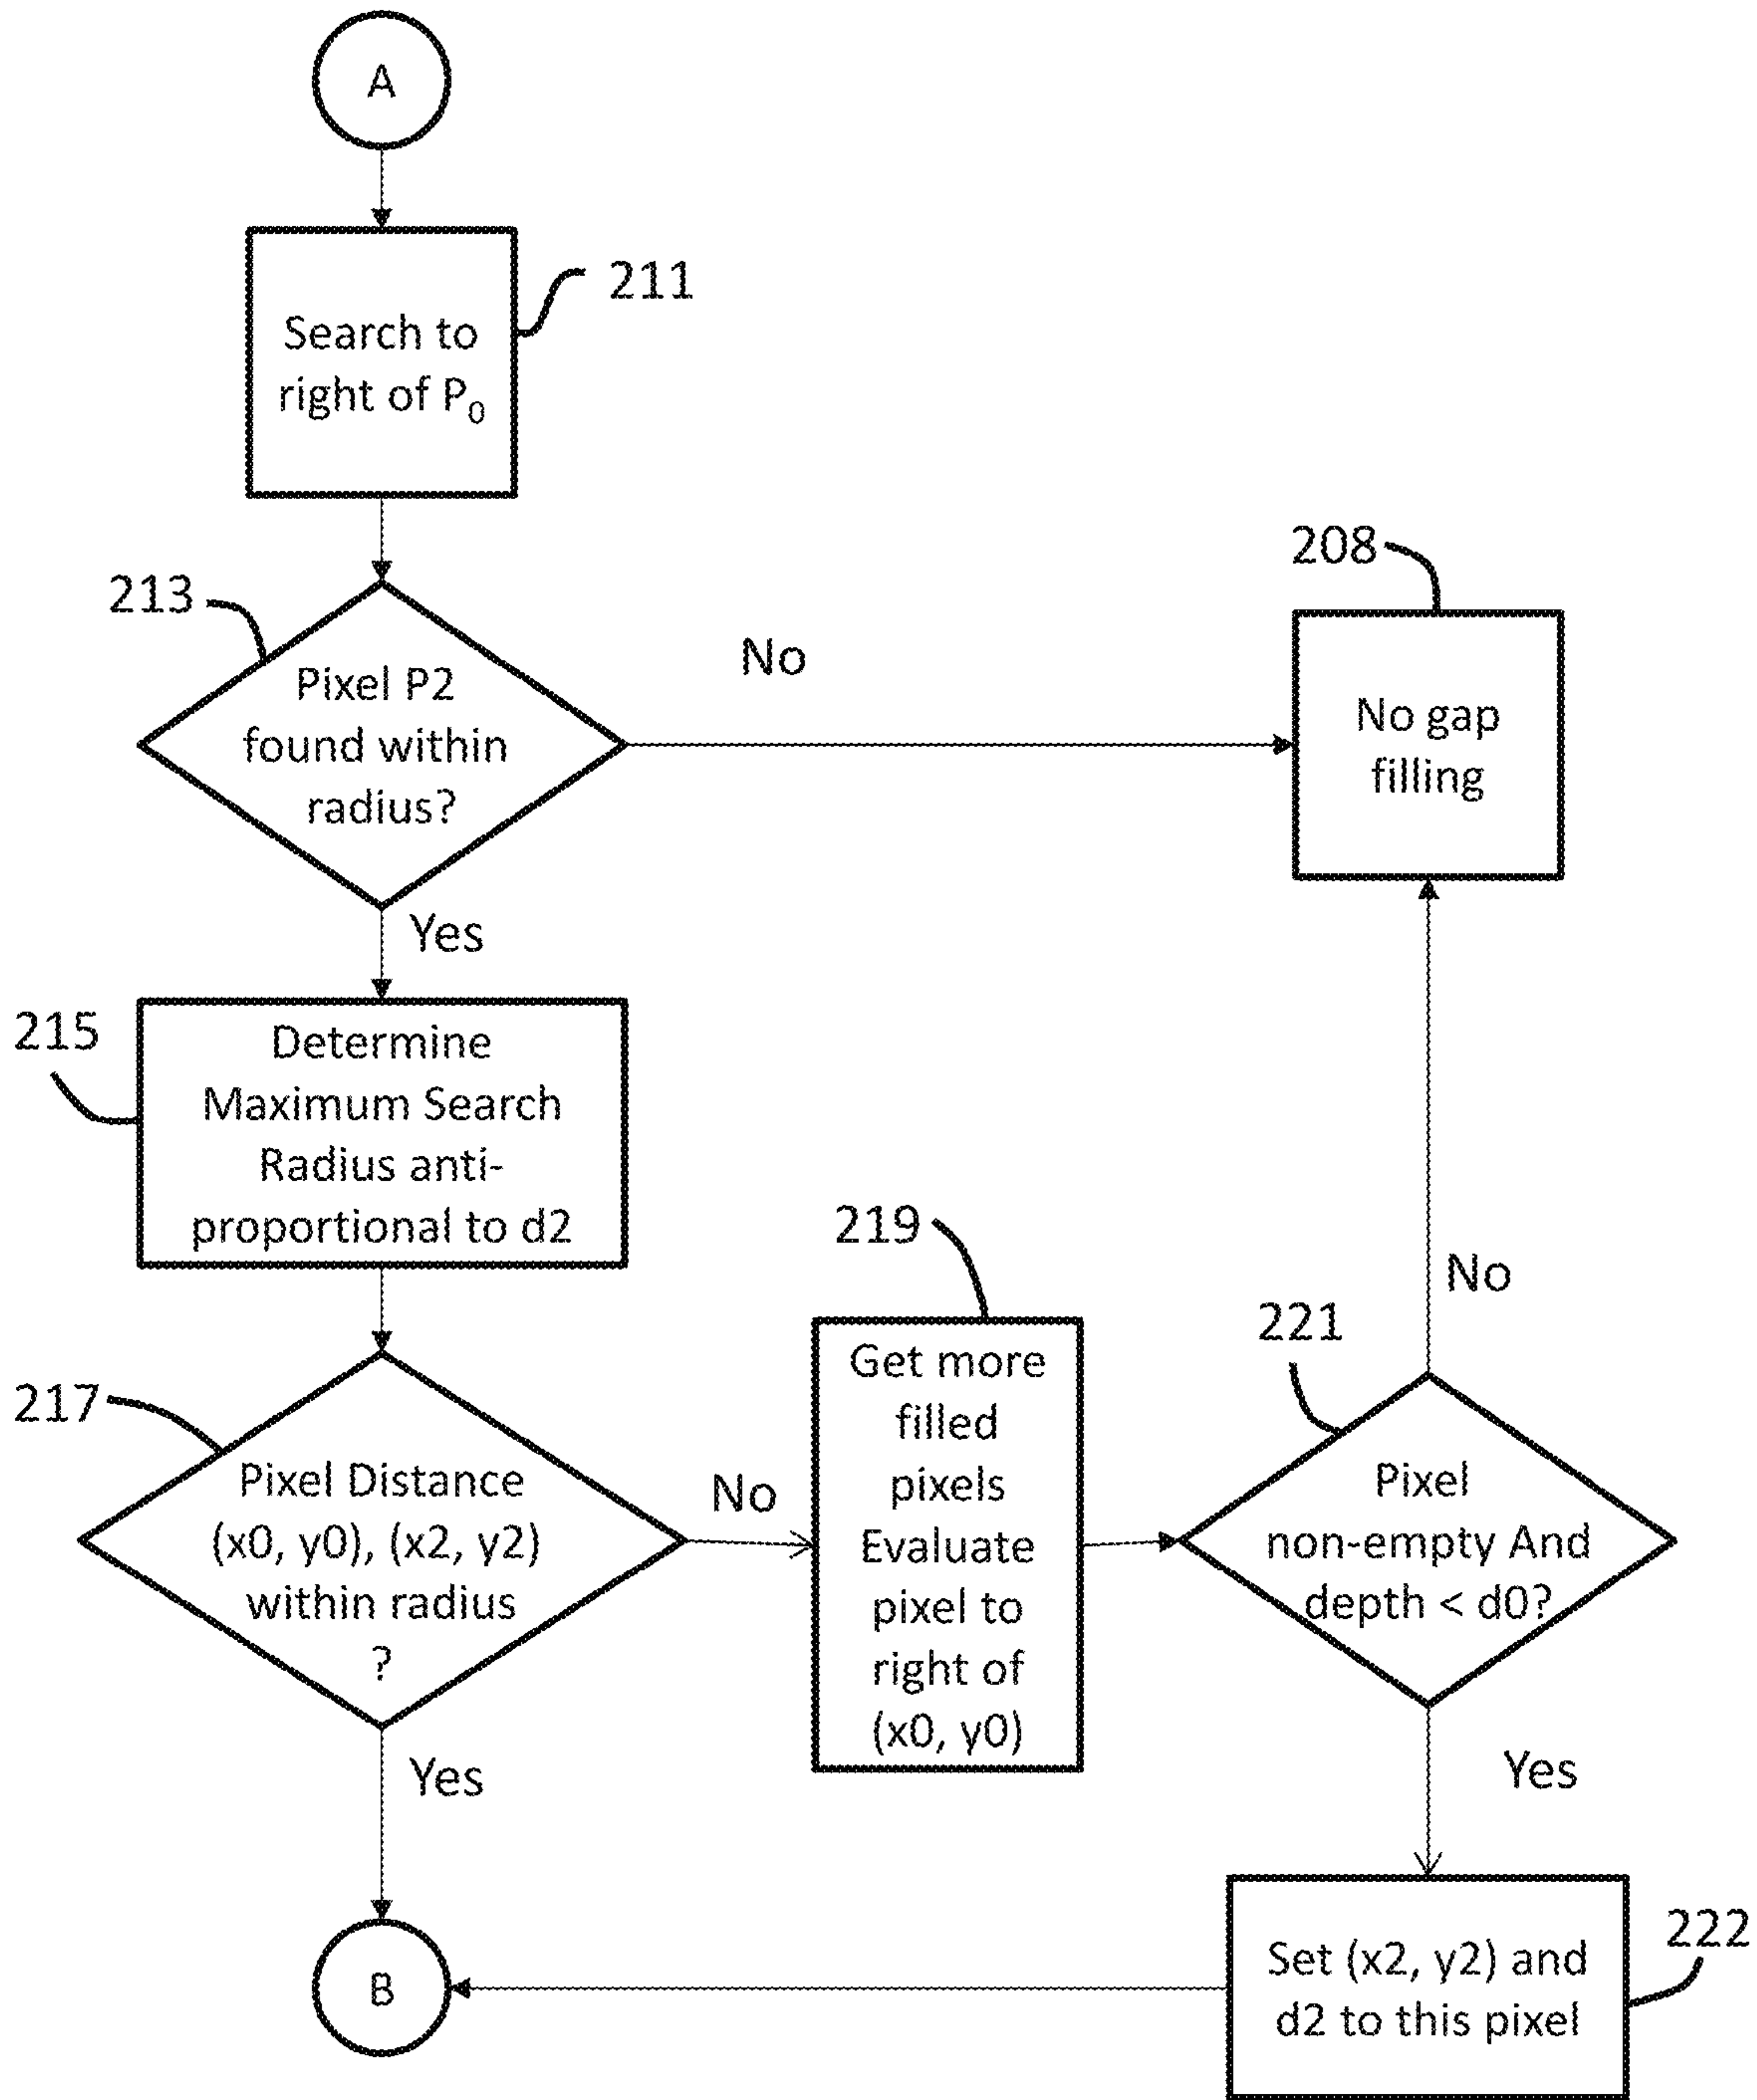 A
211
Search to
right of P0
208
213
No
Pixel P2
found within
radius?
No gap
filling
Yes
215
Determine
Maximum Search
Radius anti-
proportional to d2
219
No
221
217
Get more
filled
pixels
Evaluate
pixel to
right of
(x0, y0)
Pixel Distance
(x0, y0), (x2, y2)
within radius
?
No
Pixel
non-empty And
depth < d0?
Yes
Yes
222
Set (x2, y2) and
d2 to this pixel
B